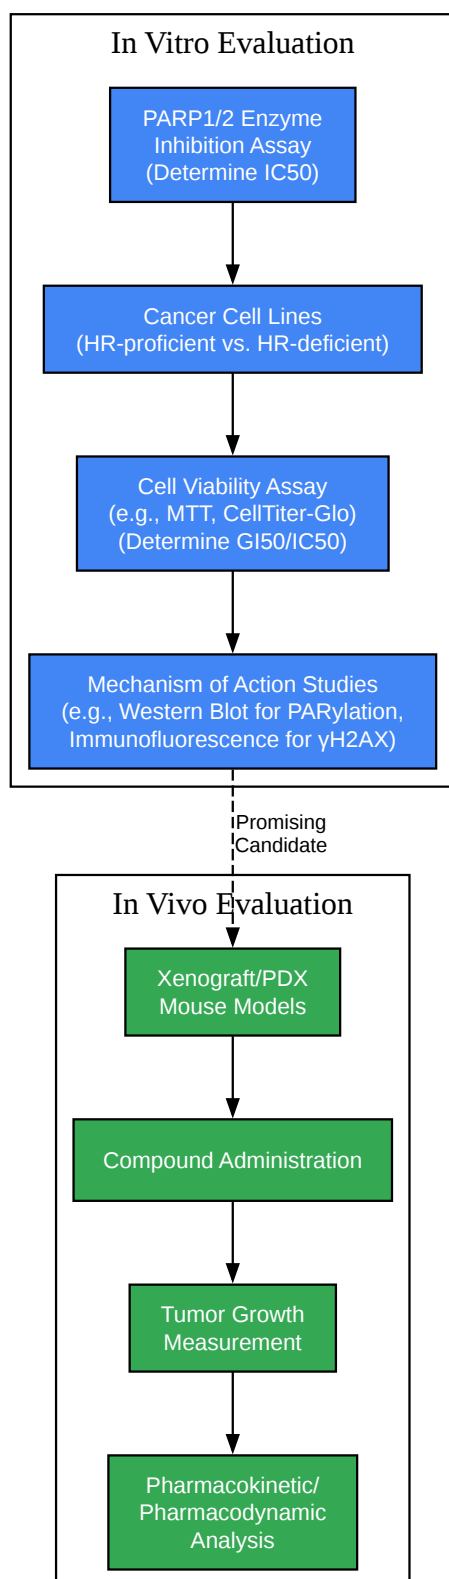 In Vitro Evaluation
PARP1/2 Enzyme
Inhibition Assay
(Determine IC50)
Cancer Cell Lines
(HR-proficient vs. HR-deficient)
Cell Viability Assay
(e.g., MTT, CellTiter-Glo)
(Determine GI50/IC50)
Mechanism of Action Studies
(e.g., Western Blot for PARylation,
Immunofluorescence for γH2AX)
Promising
Candidate
In Vivo Evaluation
Xenograft/PDX
Mouse Models
Compound Administration
Tumor Growth
Measurement
Pharmacokinetic/
Pharmacodynamic
Analysis